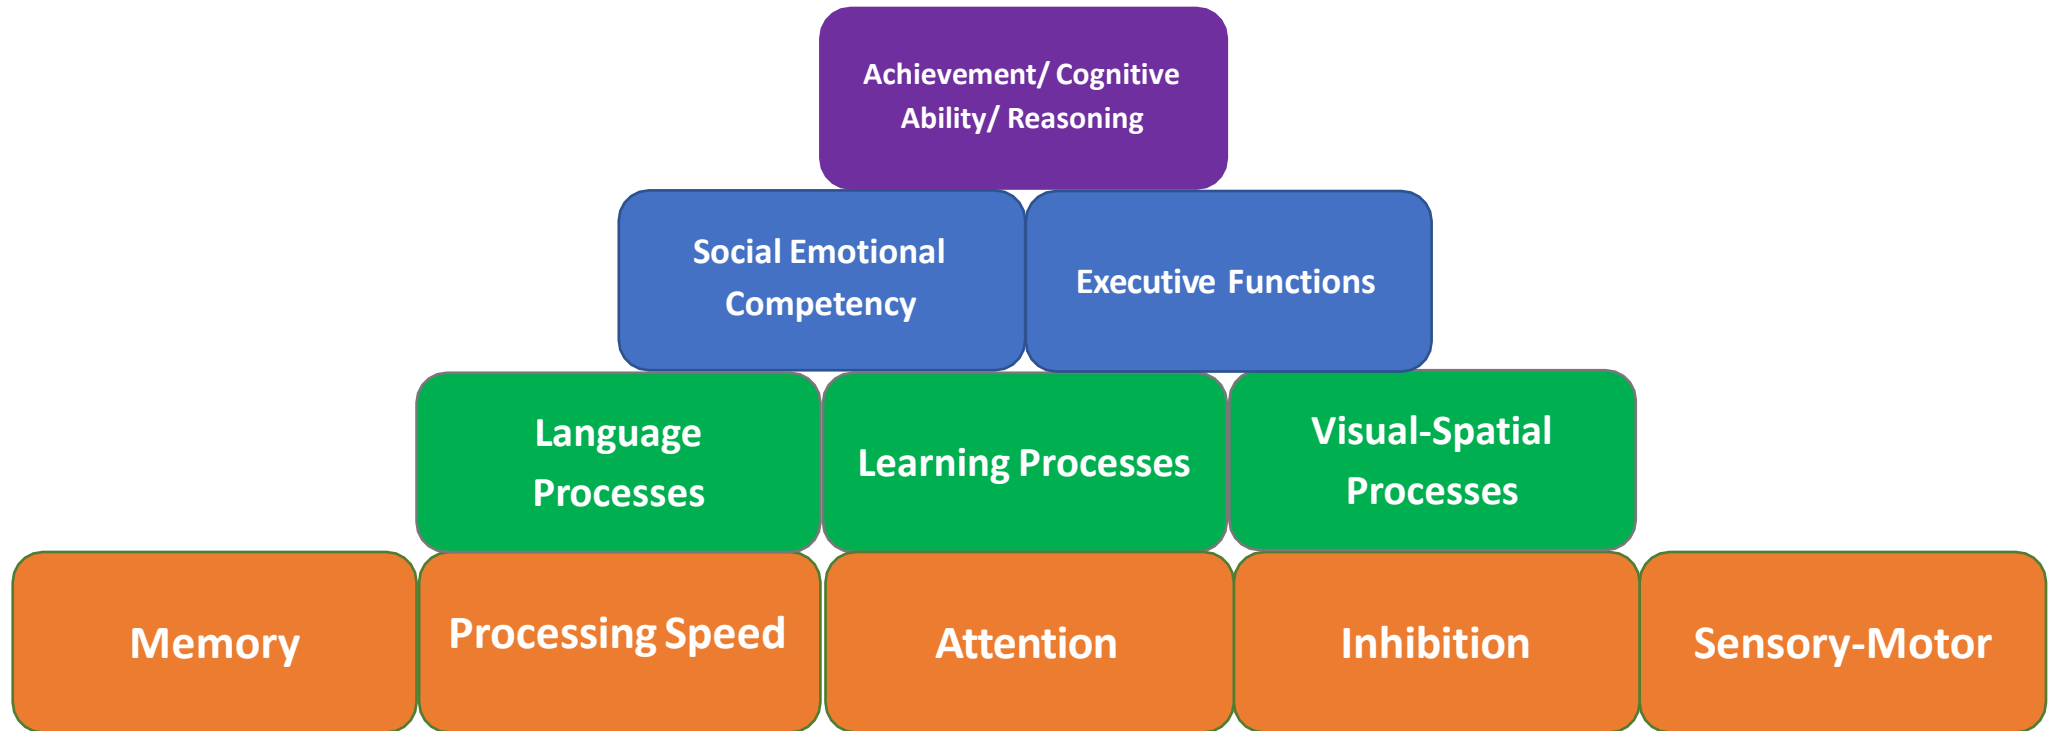 Achievement/ Cognitive
Ability/ Reasoning
Social Emotional
Competency
Executive Functions
Language
Processes
Learning Processes
Visual-Spatial
Processes
Memory
Processing Speed
Attention
Inhibition
Sensory-Motor